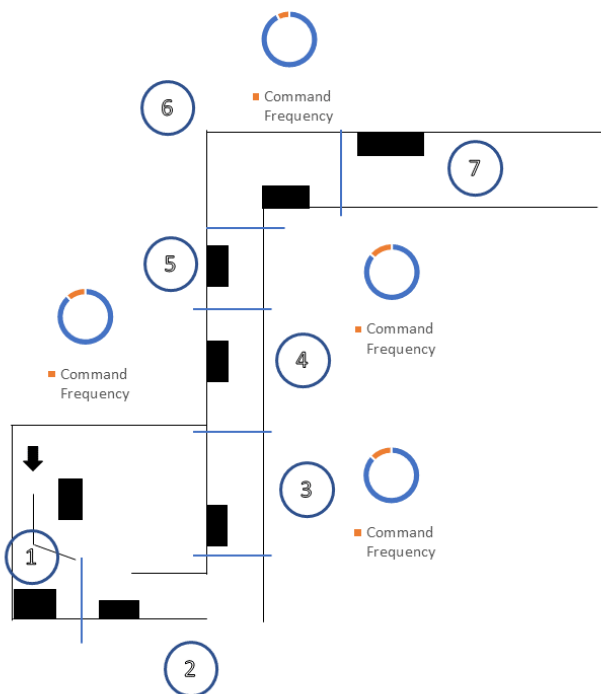 Command
Frequency
6
7
5
Command
Frequency
4
Command
Frequency
3
Command
Frequency
1
2